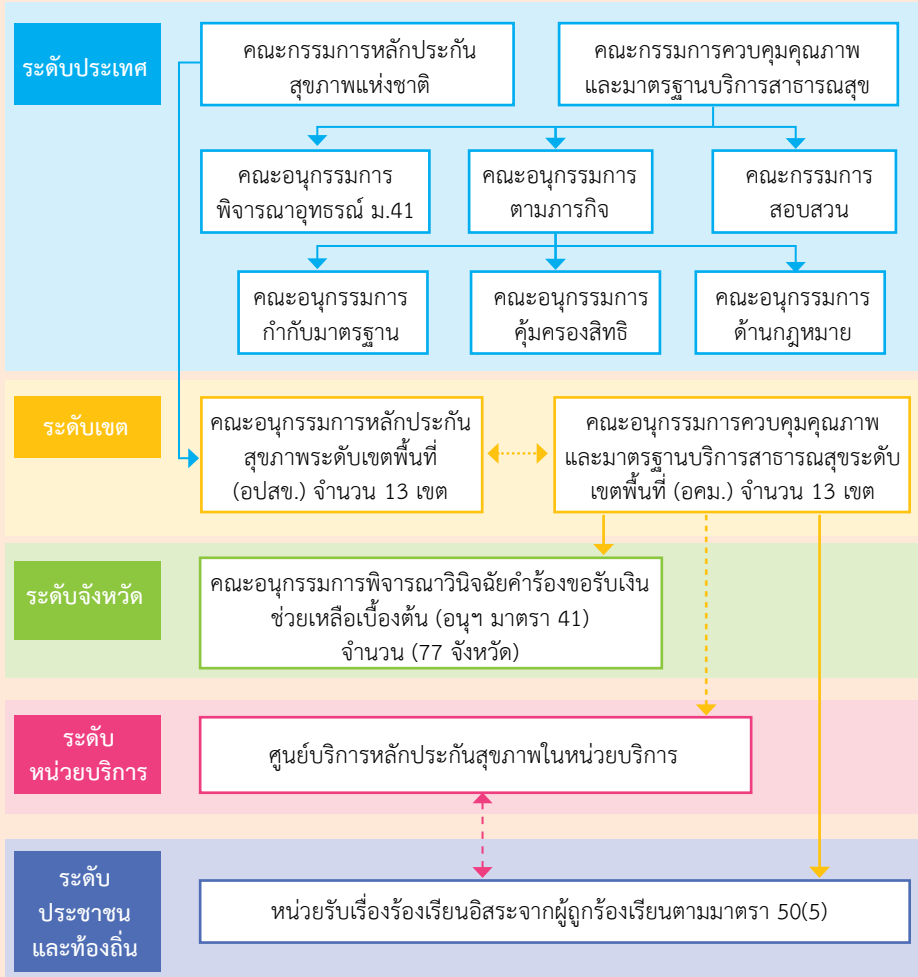 ระดับประเทศ
คณะกรรมการหลักประกัน
สุขภาพแห่งชาติ
คณะกรรมการควบคุมคุณภาพ
และมาตรฐานบริการสาธารณสุข
คณะอนุกรรมการ
พิจารณาอุทธรณ์ ม.41
คณะอนุกรรมการ
ตามภารกิจ
คณะกรรมการ
สอบสวน
คณะอนุกรรมการ
กำกับมาตรฐาน
คณะอนุกรรมการ
คุ้มครองสิทธิ
คณะอนุกรรมการ
ด้านกฎหมาย
ระดับเขต
คณะอนุกรรมการหลักประกัน
สุขภาพระดับเขตพื้นที่
(อปสข.) จำนวน 13 เขต
คณะอนุกรรมการควบคุมคุณภาพ
และมาตรฐานบริการสาธารณสุขระดับ
เขตพื้นที่ (อคม.) จำนวน 13 เขต
ระดับจังหวัด
คณะอนุกรรมการพิจารณาวินิจฉัยคำร้องขอรับเงิน
ช่วยเหลือเบื้องต้น (อนุฯ มาตรา 41)
จำนวน (77 จังหวัด)
ระดับ
หน่วยบริการ
ศูนย์บริการหลักประกันสุขภาพในหน่วยบริการ
ระดับ
ประชาชน
และท้องถิ่น
หน่วยรับเรื่องร้องเรียนอิสระจากผู้ถูกร้องเรียนตามมาตรา 50(5)